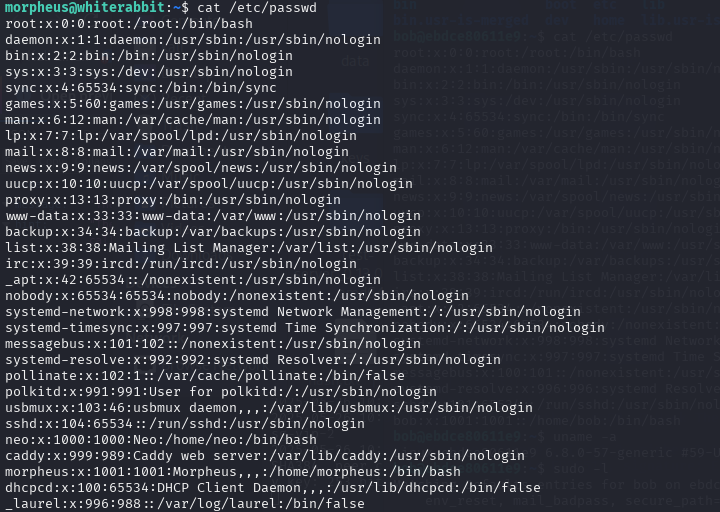 morpheus@whiterabbit:~$ cat /etc/passwd
root:x:0:0:root:/root:/bin/bash
daemon:x:1:1:daemon:/usr/sbin:/usr/sbin/nologin
bin:x:2:2:bin:/bin:/usr/sbin/nologin
sys:x:3:3:sys:/dev:/usr/sbin/nologin
sync:x:4:65534:sync:/bin:/bin/sync
games:x:5:60:games:/usr/games:/usr/sbin/nologin
man:x:6:12:man:/var/cache/man:/usr/sbin/nologin
lp:x:7:7:lp:/var/spool/lpd:/usr/sbin/nologin
mail:x:8:8:mail:/var/mail:/usr/sbin/nologin
news:x:9:9:news:/var/spool/news:/usr/sbin/nologin
uucp:x:10:10:uucp:/var/spool/uucp:/usr/sbin/nologin
proxy:x:13:13:proxy:/bin:/usr/sbin/nologin
www-data:x:33:33:www-data:/var/www:/usr/sbin/nologin
backup:x:34:34:backup:/var/backups:/usr/sbin/nologin
list:x:38:38:Mailing List Manager:/var/list:/usr/sbin/nologin
irc:x:39:39:ircd:/run/ircd:/usr/sbin/nologin
_apt:x:42:65534::/nonexistent:/usr/sbin/nologin
nobody:x:65534:65534:nobody:/nonexistent:/usr/sbin/nologin
systemd-network:x:998:998:systemd Network Management:/:/usr/sbin/nologin
systemd-timesync:x:997:997:systemd Time Synchronization:/:/usr/sbin/nologin
messagebus:x:101:102::/nonexistent:/usr/sbin/nologin
systemd-resolve:x:992:992:systemd Resolver:/:/usr/sbin/nologin
pollinate:x:102:1::/var/cache/pollinate:/bin/false
polkitd:x:991:991:User for polkitd:/:/usr/sbin/nologin
usbmux:x:103:46:usbmux daemon,,,:/var/lib/usbmux:/usr/sbin/nologin
sshd:x:104:65534::/run/sshd:/usr/sbin/nologin
neo:x:1000:1000:Neo:/home/neo:/bin/bash
caddy:x:999:989:Caddy web server:/var/lib/caddy:/usr/sbin/nologin
morpheus:x:1001:1001:Morpheus,,,:/home/morpheus:/bin/bash
dhcpcd:x:100:65534:DHCP Client Daemon,,,:/usr/lib/dhcpcd:/bin/false
_laurel:x:996:988::/var/log/laurel:/bin/false